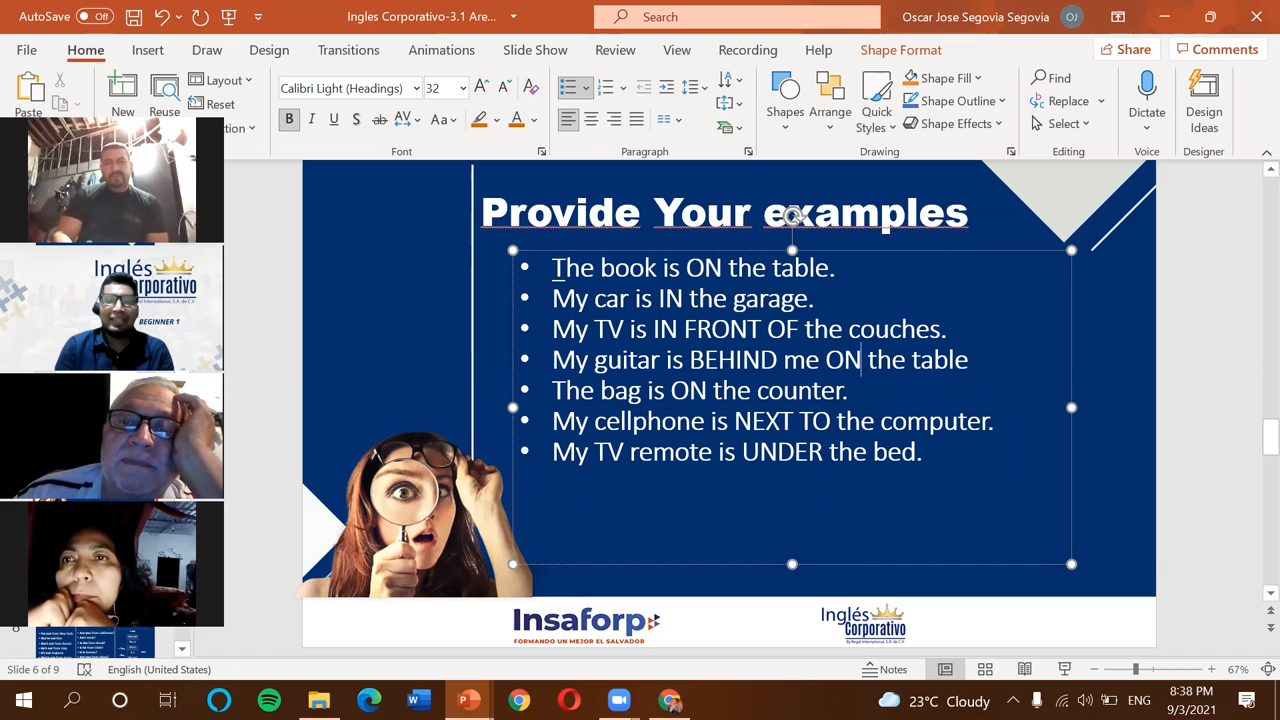 AutoSave Off Ingles Corporativo-3.1 Are... Search Oscar Jose Segovia Segovia OJ
File Home Insert Draw Design Transitions Animations Slide Show Review View Recording Help Shape Format Share Comments
Paste New Reuse Layout Reset Calibri Light (Headings) 32 Shapes Arrange Quick Styles Shape Fill Shape Outline Shape Effects Find Replace Select Dictate Design Ideas
Font Paragraph Drawing Editing Voice Designer
Inglés
BEGINNER 1
Provide Your examples
• The book is ON the table.
• My car is IN the garage.
• My TV is IN FRONT OF the couches.
• My guitar is BEHIND me ON the table
• The bag is ON the counter.
• My cellphone is NEXT TO the computer.
• My TV remote is UNDER the bed.
Insaforp
FORMANDO UN MEJOR EL SALVADOR
Inglés
Corporativo
By Regal International, S.A. de C.V.
Slide 6 of 9 English (United States) Notes 67%
23°C Cloudy ENG 8:38 PM
9/3/2021